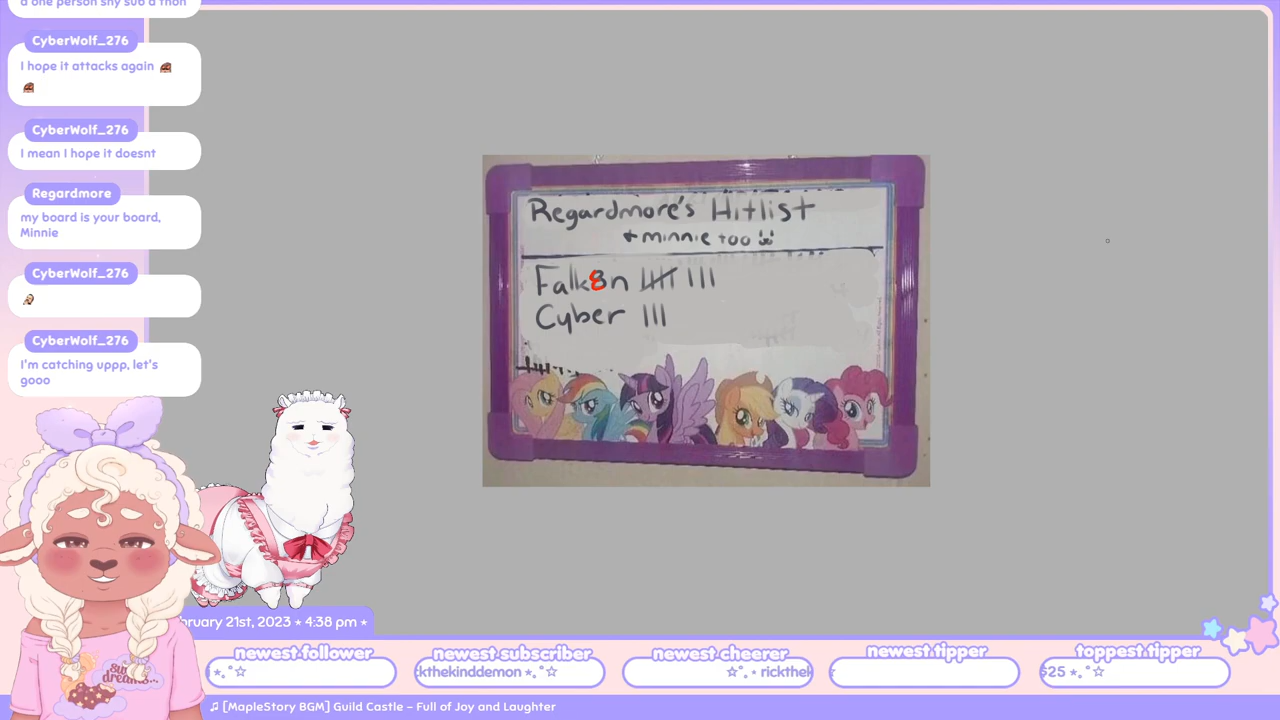 a one person shy sub a thon
CyberWolf_276
I hope it attacks again
CyberWolf_276
I mean I hope it doesnt
Regardmore
my board is your board,
Minnie
CyberWolf_276
CyberWolf_276
I'm catching uppp, let's
gooo
Regardmore's Hitlist
+ minnie too
Falk8n
Cyber
bruary 21st, 2023 ⋆ 4:38 pm ⋆
newest follower
newest subscriber
kthekinddemon ⋆.˚☆
newest cheerer
☆˚.⋆ rickthek
newest tipper
toppest tipper
$25 ⋆.˚☆
♫ [MapleStory BGM] Guild Castle - Full of Joy and Laughter